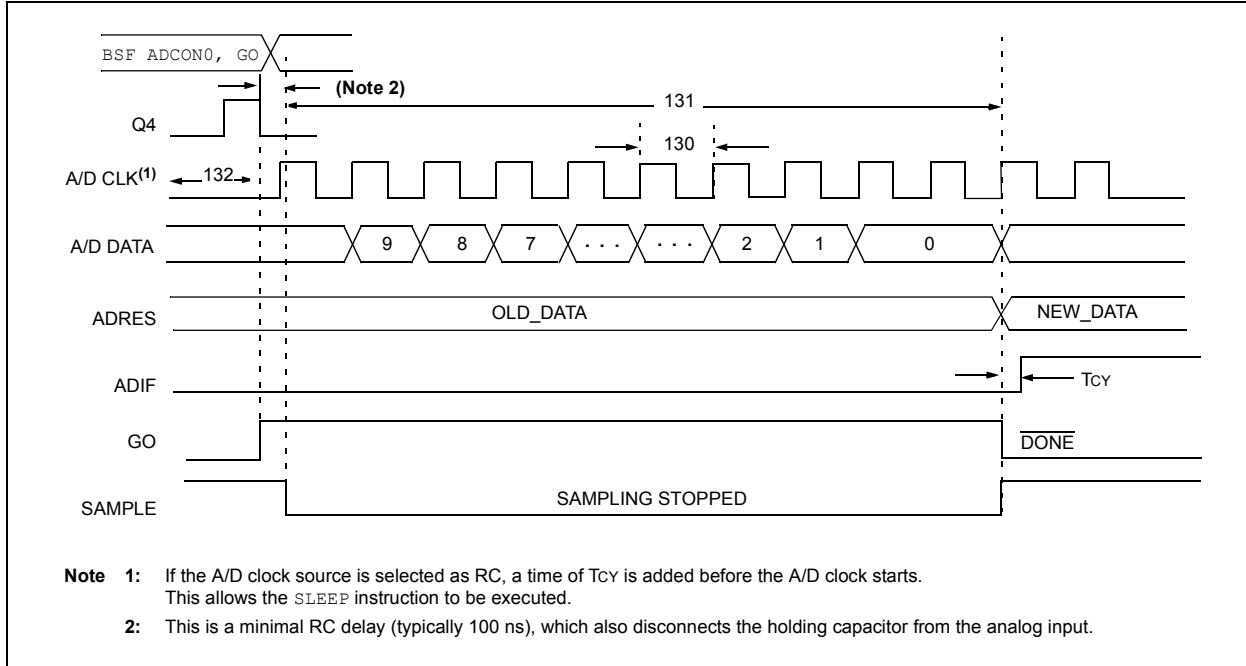 BSF ADCON0, GO
(Note 2)
131
Q4
130
A/D CLK(1)
132
A/D DATA
9 8 7 . . . . . . 2 1 0
ADRES
OLD_DATA
NEW_DATA
ADIF
TCY
GO
DONE
SAMPLE
SAMPLING STOPPED
Note 1: If the A/D clock source is selected as RC, a time of TCY is added before the A/D clock starts.
This allows the SLEEP instruction to be executed.
2: This is a minimal RC delay (typically 100 ns), which also disconnects the holding capacitor from the analog input.